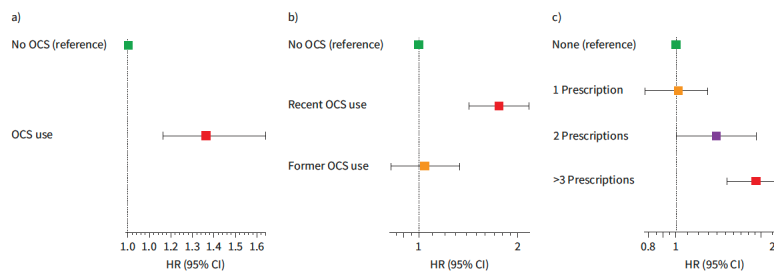 a)
No OCS (reference)
OCS use
1.0 1.0 1.2 1.3 1.4 1.5 1.6
HR (95% CI)
b)
No OCS (reference)
Recent OCS use
Former OCS use
1 2
HR (95% CI)
c)
None (reference)
1 Prescription
2 Prescriptions
>3 Prescriptions
0.8 1 2
HR (95% CI)